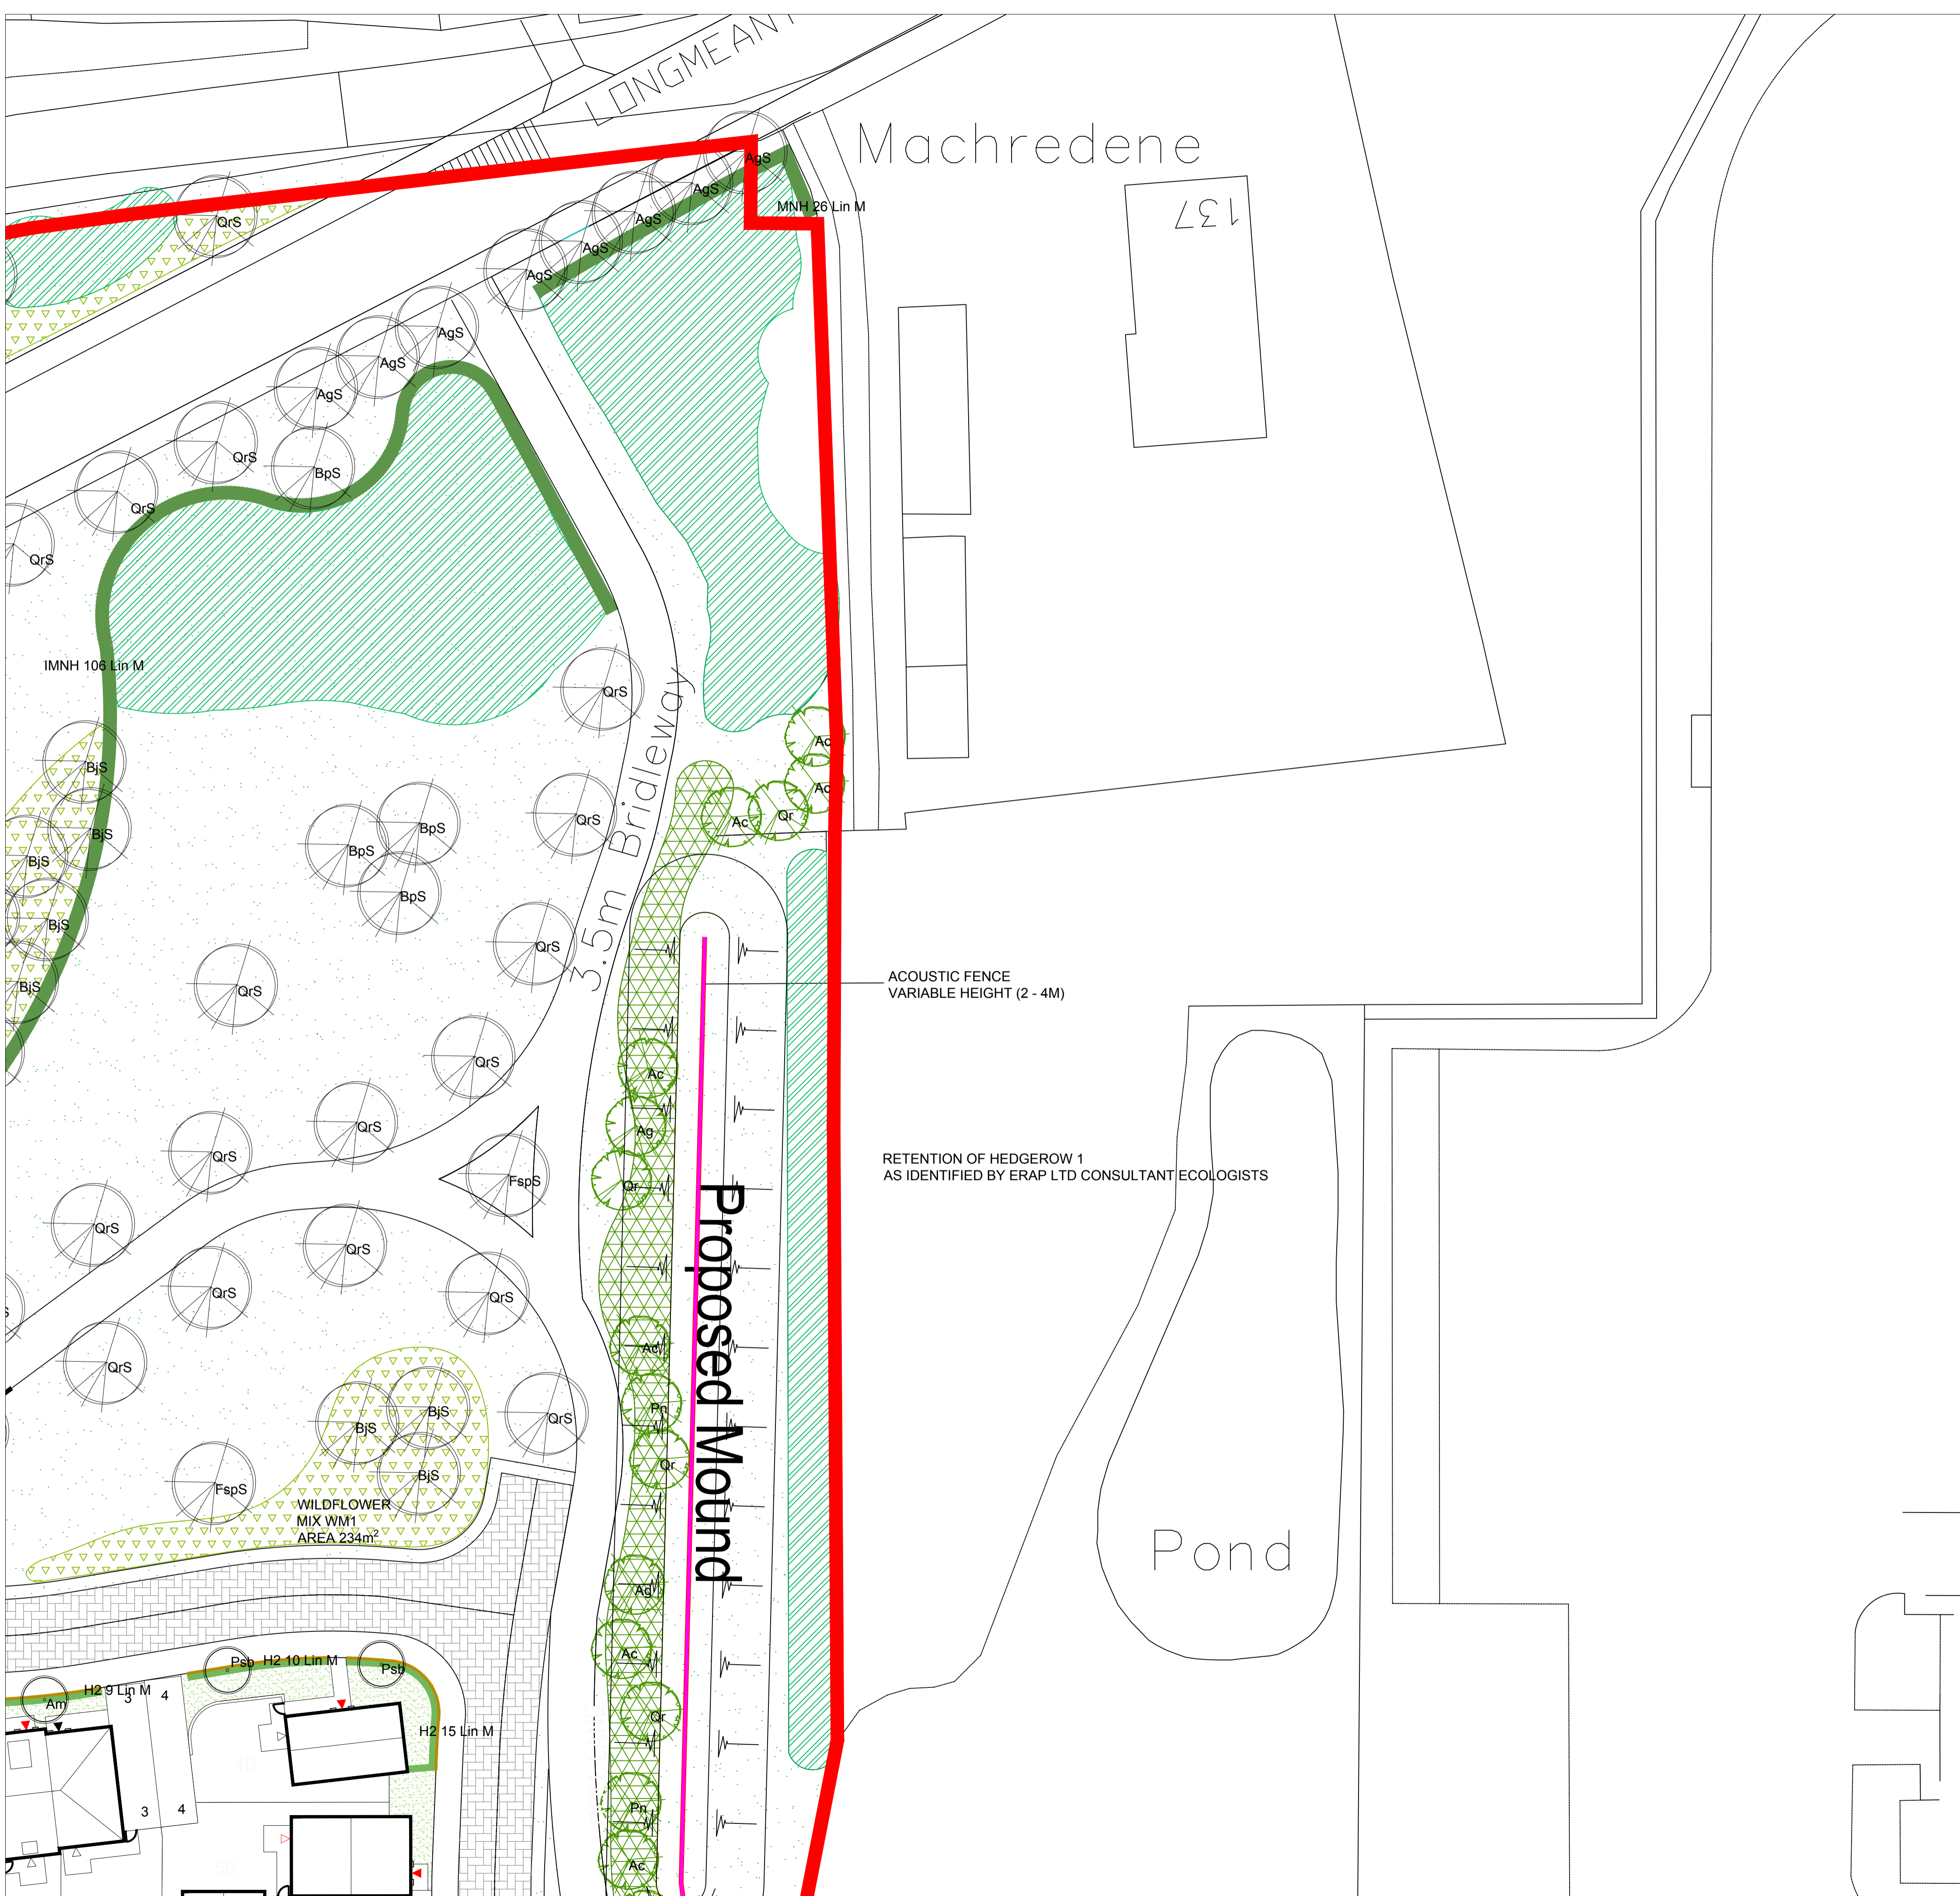 LONGMEAN
Machredene
137
AgS
MNH 26 Lin M
AgS
AgS
QrS
AgS
AgS
AgS
AgS
AgS
QrS
BpS
QrS
QrS
IMNH 106 Lin M
QrS
3.5m Bridleway
Ac
BjS
Ac
Qr
QrS
Ac
BpS
BjS
BpS
BjS
BpS
BjS
QrS
ACOUSTIC FENCE
VARIABLE HEIGHT (2 - 4M)
BjS
QrS
QrS
Ac
QrS
Ag
QrS
RETENTION OF HEDGEROW 1
AS IDENTIFIED BY ERAP LTD CONSULTANT ECOLOGISTS
FspS
Qr
Proposed Mound
QrS
QrS
QrS
QrS
S
Ac
QrS
Pn
BjS
QrS
BjS
Qr
BjS
FspS
WILDFLOWER
MIX WM1
AREA 234m²
Pond
Ag
Ac
Psb
H2 10 Lin M
Psb
H2 9 Lin M
3
4
Am
Qr
H2 15 Lin M
Pn
3
4
Ac